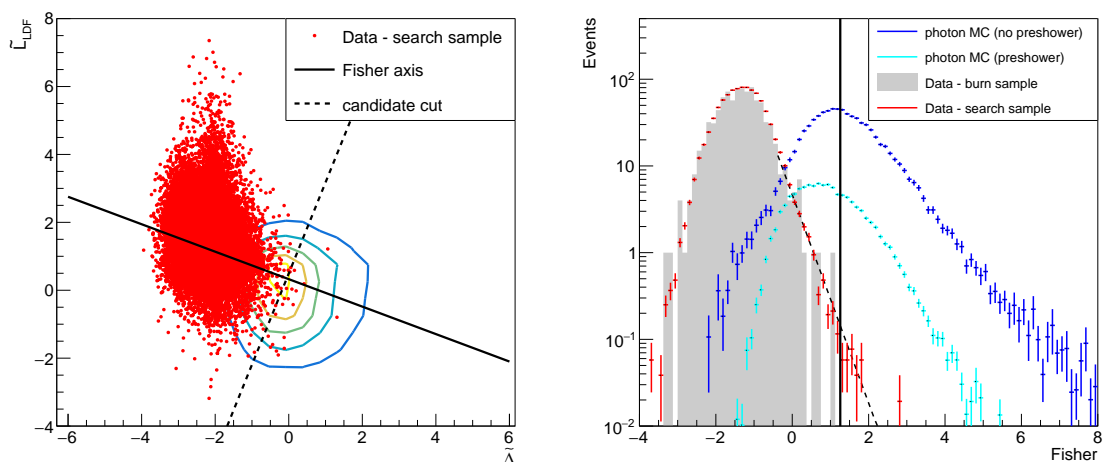 L̃LDF
8
6
4
2
0
−2
−4
−6
−4
−2
0
2
4
6
Λ̃
Data - search sample
Fisher axis
candidate cut
Events
10²
10
1
10⁻¹
10⁻²
−4
−2
0
2
4
6
8
Fisher
photon MC (no preshower)
photon MC (preshower)
Data - burn sample
Data - search sample